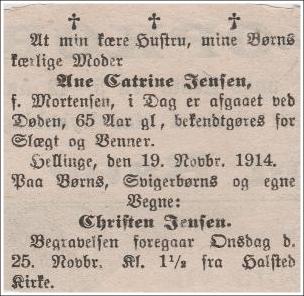 † † †
At min kære Hustru, mine Børns
kærlige Moder
Ane Catrine Jensen,
f. Mortensen, i Dag er afgaaet ved
Døden, 65 Aar gl, bekendtgøres for
Slægt og Venner.
Hellinge, den 19. Novbr. 1914.
Paa Børns, Svigerbørns og egne
Vegne:
Christen Jensen.
Begravelsen foregaar Onsdag d.
25. Novbr. Kl. 1½ fra Halsted
Kirke.